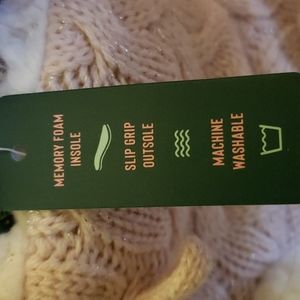 MEMORY FOAM
INSOLE
SLIP GRIP
OUTSOLE
MACHINE
WASHABLE